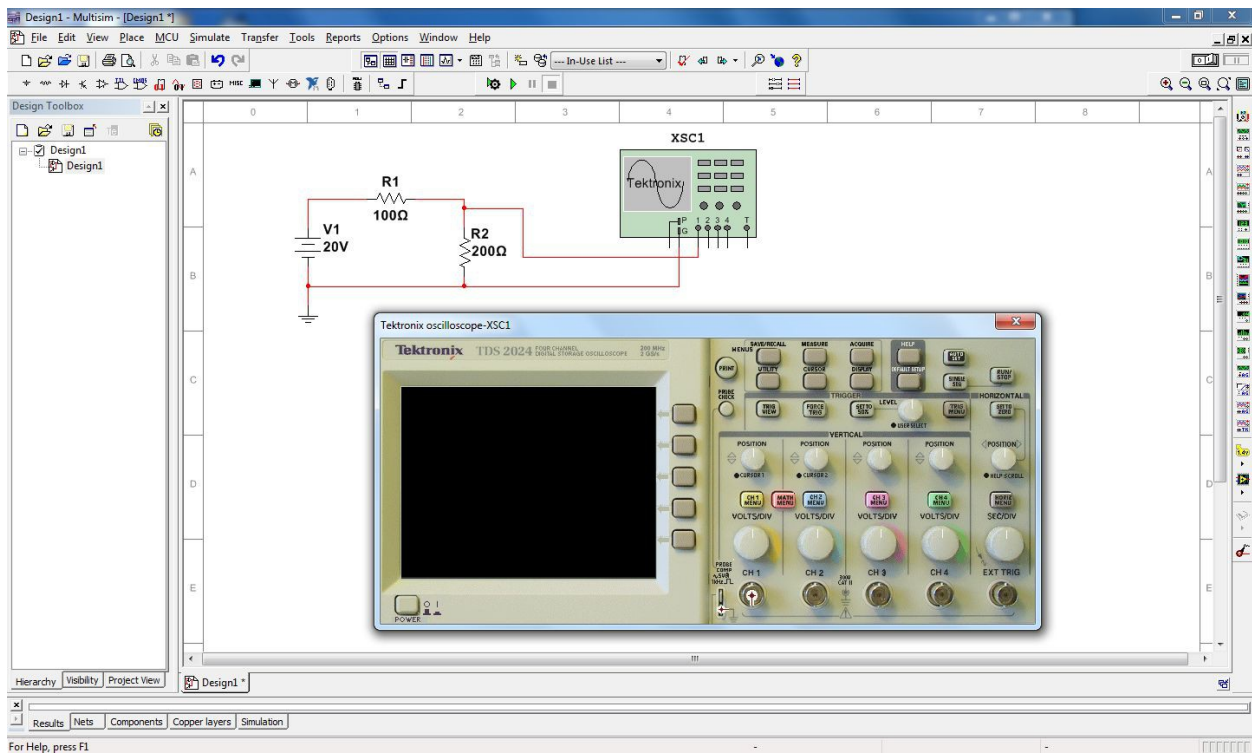 Design1 - Multisim - [Design1 *]
File Edit View Place MCU Simulate Transfer Tools Reports Options Window Help
--- In-Use List ---
MISC
Design Toolbox
Design1
Design1
0 1 2 3 4 5 6 7 8
A A
B B
C C
D D
E E
XSC1
Tektronix
P 1 2 3 4 T
G
R1
100Ω
V1
20V
R2
200Ω
Tektronix oscilloscope-XSC1
Tektronix TDS 2024 FOUR CHANNEL DIGITAL STORAGE OSCILLOSCOPE 200 MHz 2 GS/s
MENUS SAVE/RECALL MEASURE ACQUIRE HELP
AUTO SET
PRINT UTILITY CURSOR DISPLAY DEFAULT SETUP SINGLE SEQ RUN/STOP
PROBE CHECK
TRIGGER HORIZONTAL
TRIG VIEW FORCE TRIG SET TO 50% LEVEL TRIG MENU SET TO ZERO
USER SELECT
VERTICAL
POSITION POSITION POSITION POSITION POSITION
CURSOR 1 CURSOR 2 HELP SCROLL
CH 1 MENU MATH MENU CH 2 MENU CH 3 MENU CH 4 MENU HORIZ MENU
VOLTS/DIV VOLTS/DIV VOLTS/DIV VOLTS/DIV SEC/DIV
PROBE COMP
CH 1 CH 2 300V CAT II CH 3 CH 4 EXT TRIG
POWER
Hierarchy Visibility Project View
Design1 *
Results Nets Components Copper layers Simulation
For Help, press F1